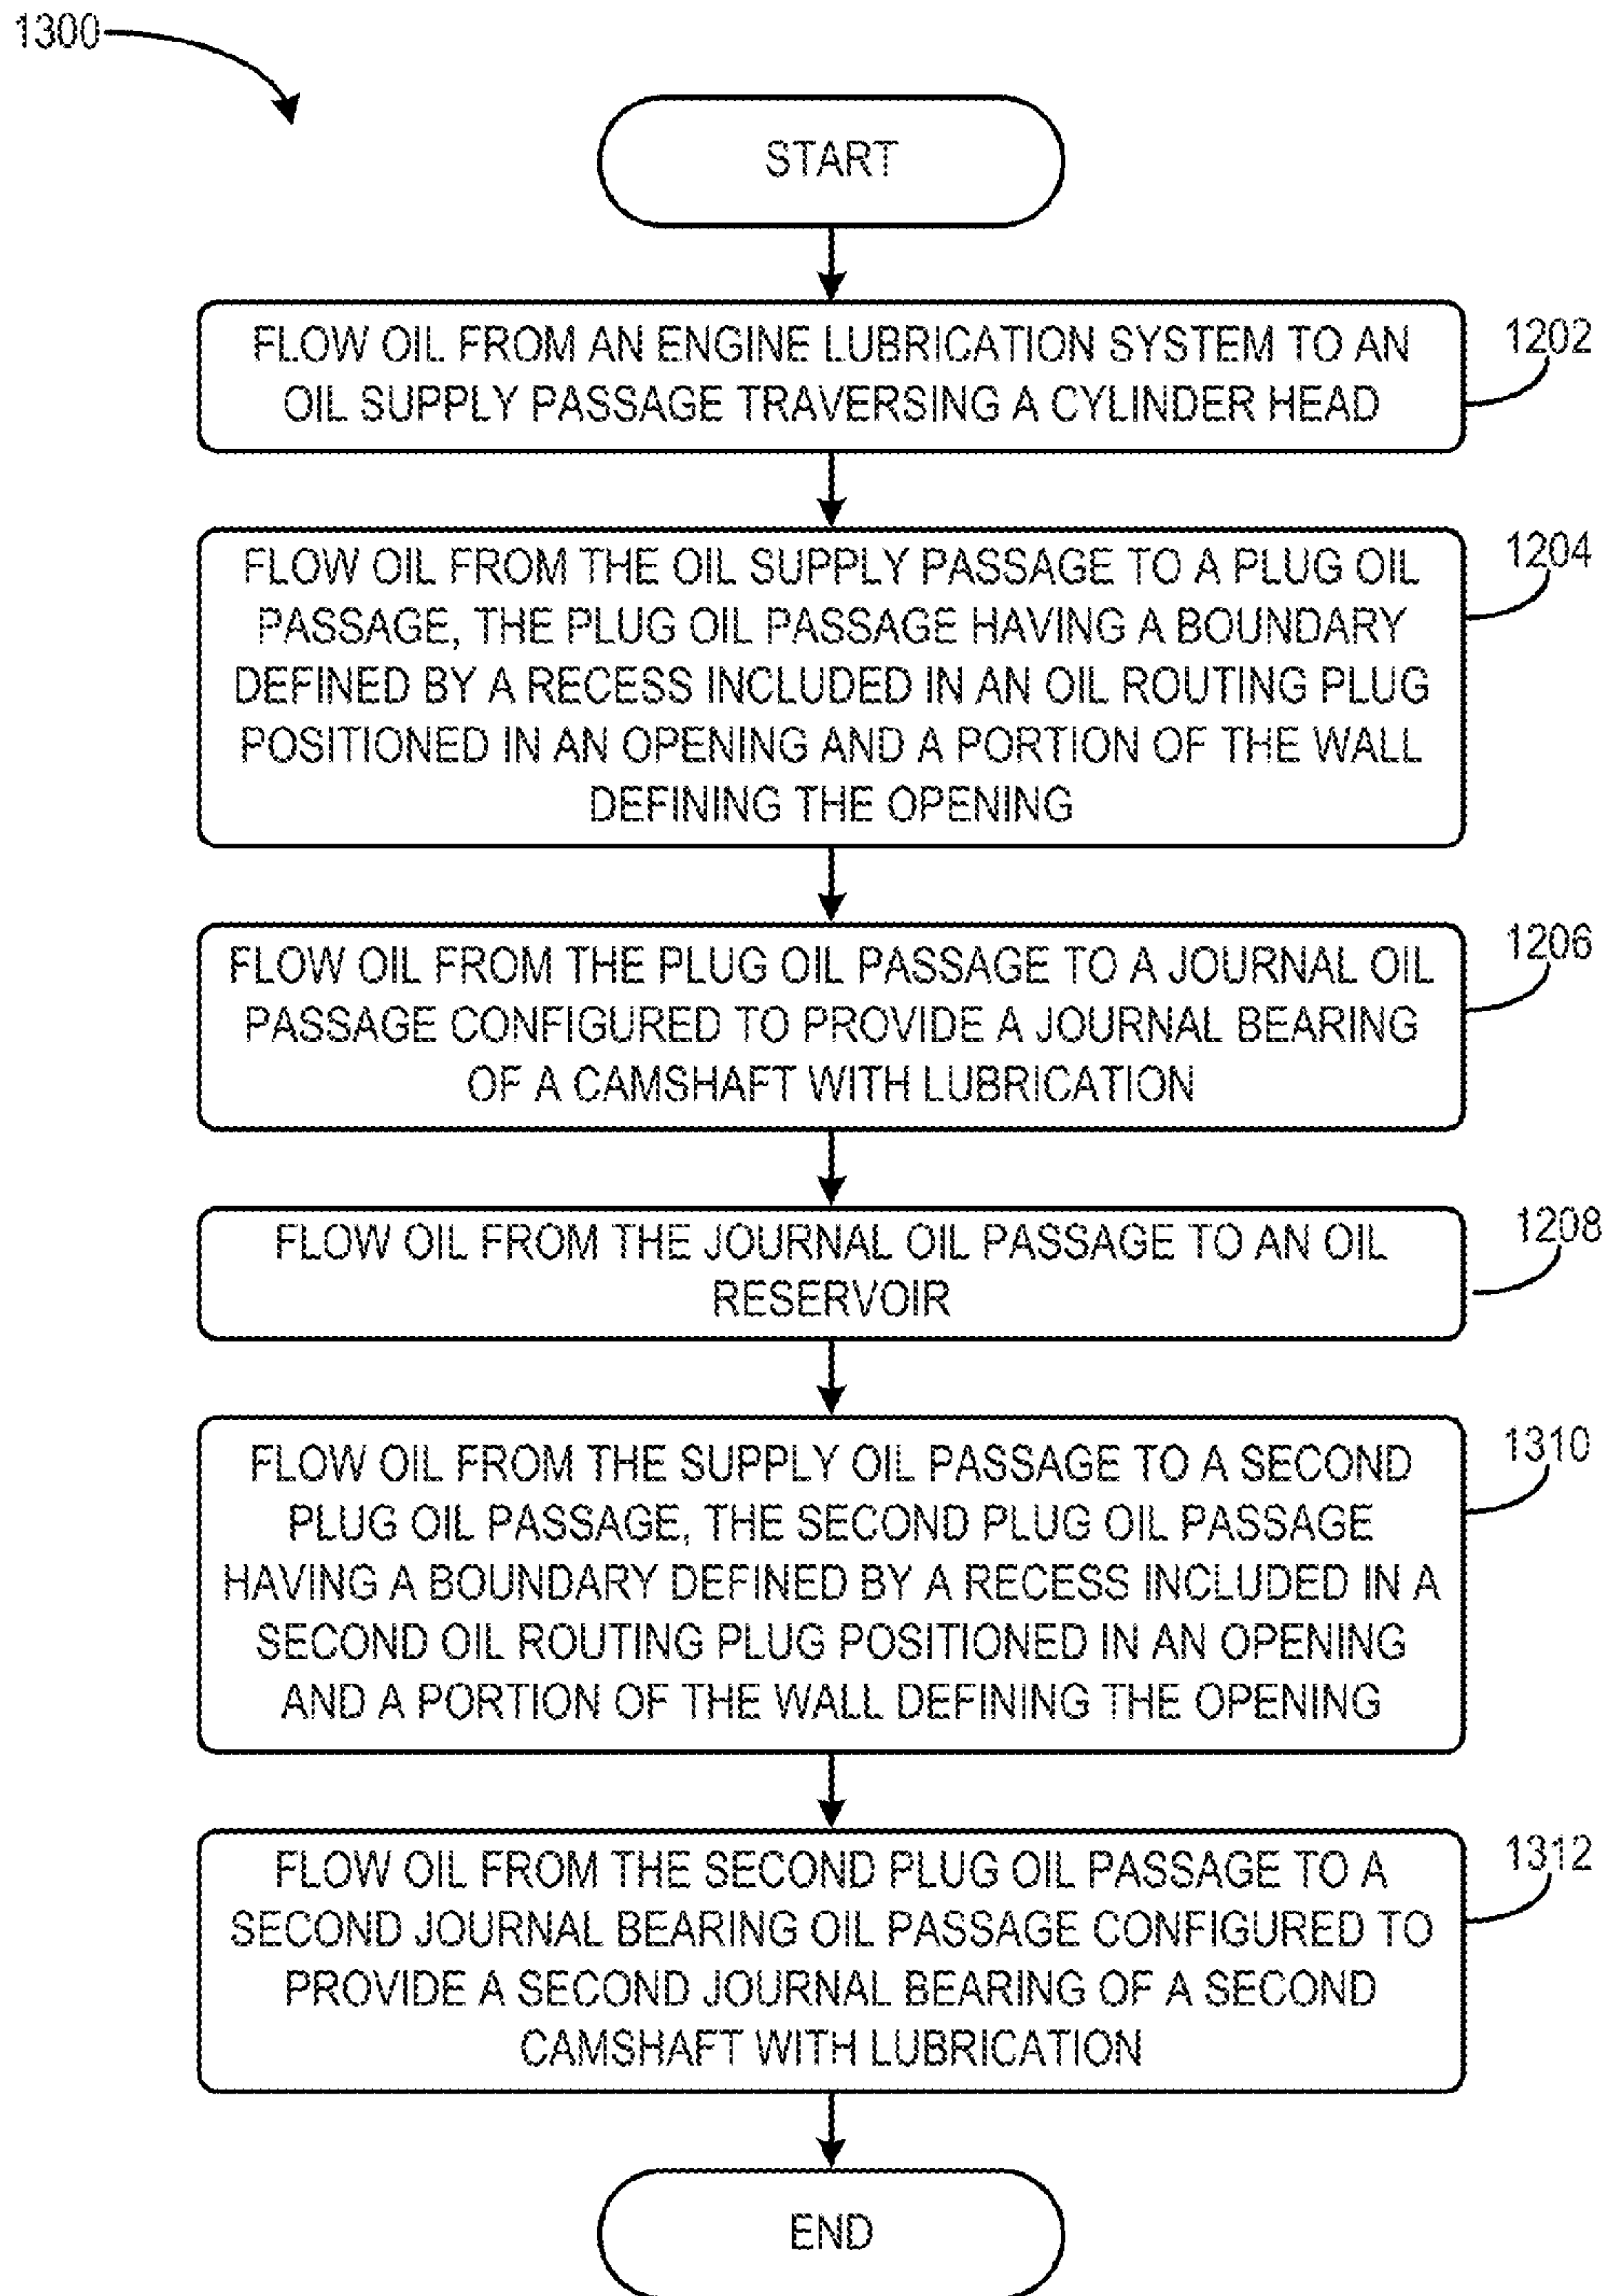 1300
START
FLOW OIL FROM AN ENGINE LUBRICATION SYSTEM TO AN
OIL SUPPLY PASSAGE TRAVERSING A CYLINDER HEAD
1202
FLOW OIL FROM THE OIL SUPPLY PASSAGE TO A PLUG OIL
PASSAGE, THE PLUG OIL PASSAGE HAVING A BOUNDARY
DEFINED BY A RECESS INCLUDED IN AN OIL ROUTING PLUG
POSITIONED IN AN OPENING AND A PORTION OF THE WALL
DEFINING THE OPENING
1204
FLOW OIL FROM THE PLUG OIL PASSAGE TO A JOURNAL OIL
PASSAGE CONFIGURED TO PROVIDE A JOURNAL BEARING
OF A CAMSHAFT WITH LUBRICATION
1206
FLOW OIL FROM THE JOURNAL OIL PASSAGE TO AN OIL
RESERVOIR
1208
FLOW OIL FROM THE SUPPLY OIL PASSAGE TO A SECOND
PLUG OIL PASSAGE, THE SECOND PLUG OIL PASSAGE
HAVING A BOUNDARY DEFINED BY A RECESS INCLUDED IN A
SECOND OIL ROUTING PLUG POSITIONED IN AN OPENING
AND A PORTION OF THE WALL DEFINING THE OPENING
1310
FLOW OIL FROM THE SECOND PLUG OIL PASSAGE TO A
SECOND JOURNAL BEARING OIL PASSAGE CONFIGURED TO
PROVIDE A SECOND JOURNAL BEARING OF A SECOND
CAMSHAFT WITH LUBRICATION
1312
END